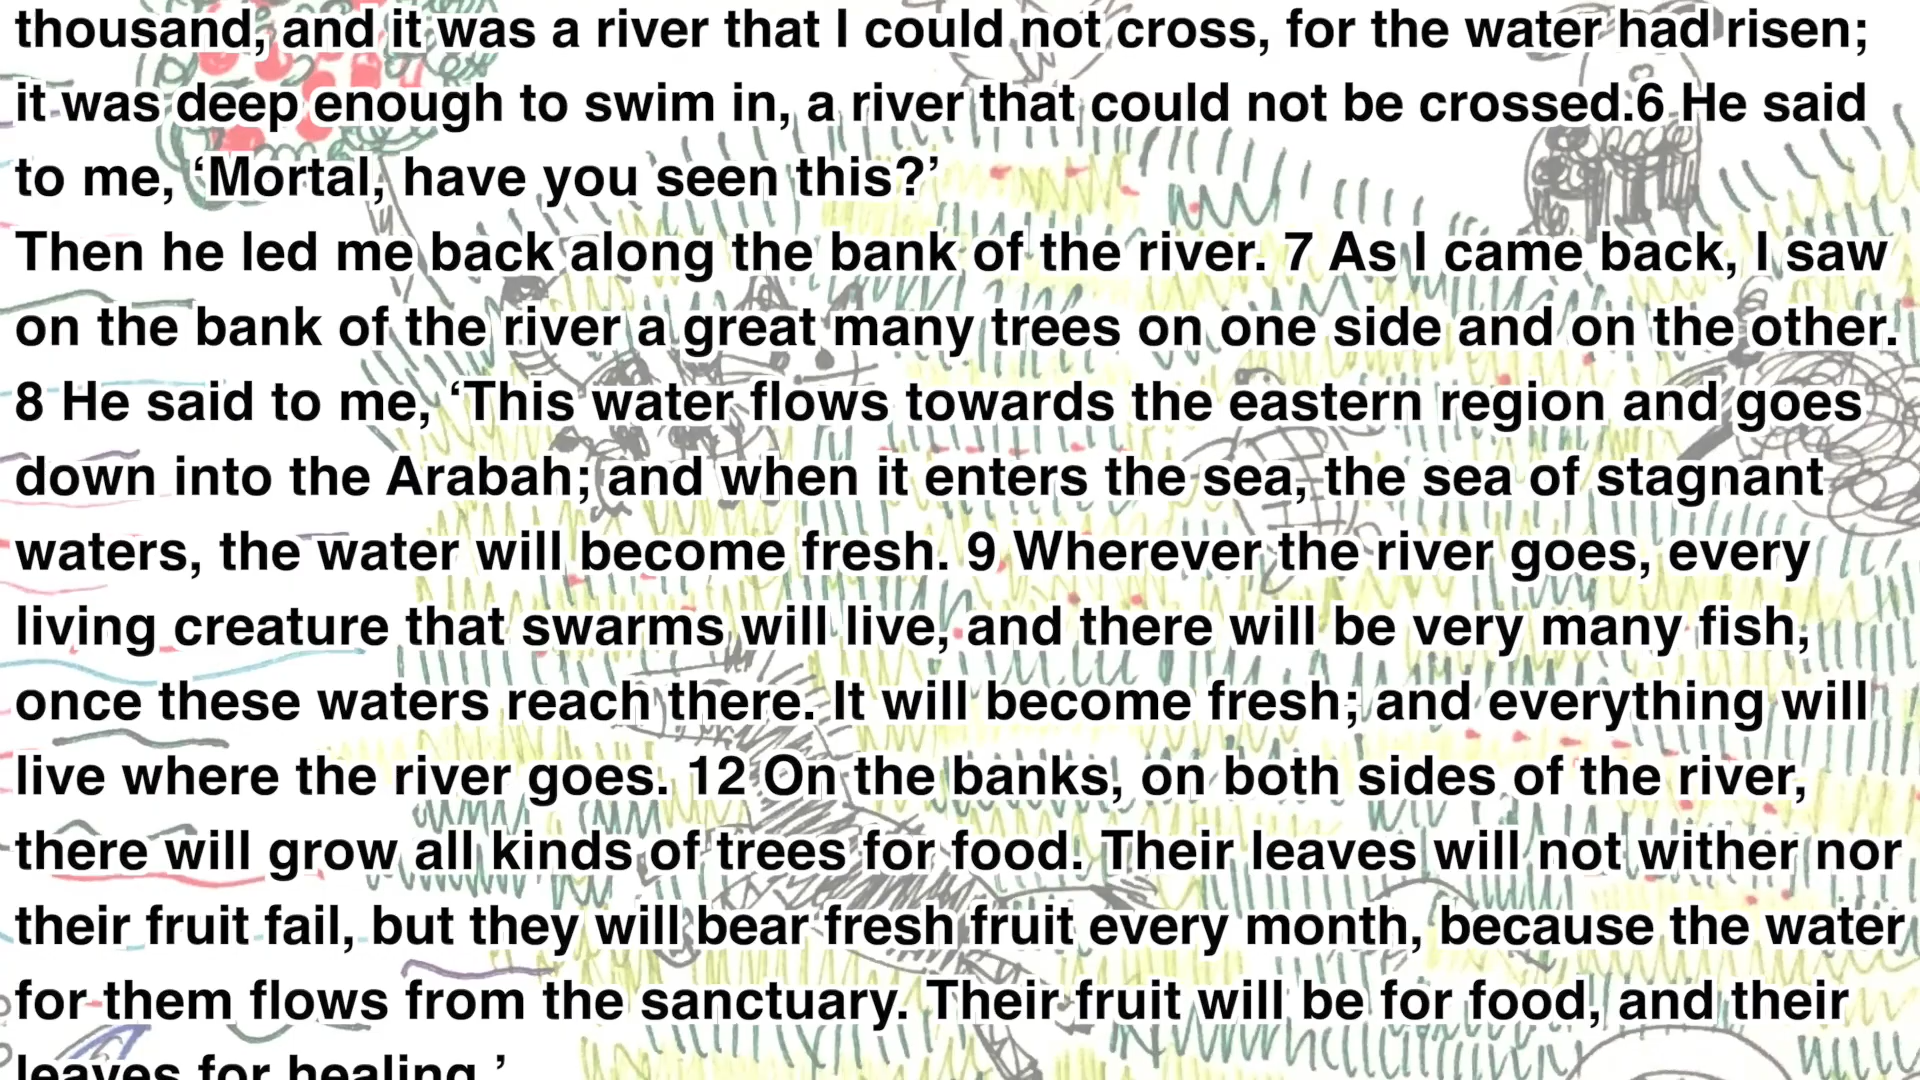 thousand, and it was a river that I could not cross, for the water had risen;
it was deep enough to swim in, a river that could not be crossed.6 He said
to me, ‘Mortal, have you seen this?’
Then he led me back along the bank of the river. 7 As I came back, I saw
on the bank of the river a great many trees on one side and on the other.
8 He said to me, ‘This water flows towards the eastern region and goes
down into the Arabah; and when it enters the sea, the sea of stagnant
waters, the water will become fresh. 9 Wherever the river goes, every
living creature that swarms will live, and there will be very many fish,
once these waters reach there. It will become fresh; and everything will
live where the river goes. 12 On the banks, on both sides of the river,
there will grow all kinds of trees for food. Their leaves will not wither nor
their fruit fail, but they will bear fresh fruit every month, because the water
for them flows from the sanctuary. Their fruit will be for food, and their
leaves for healing.’